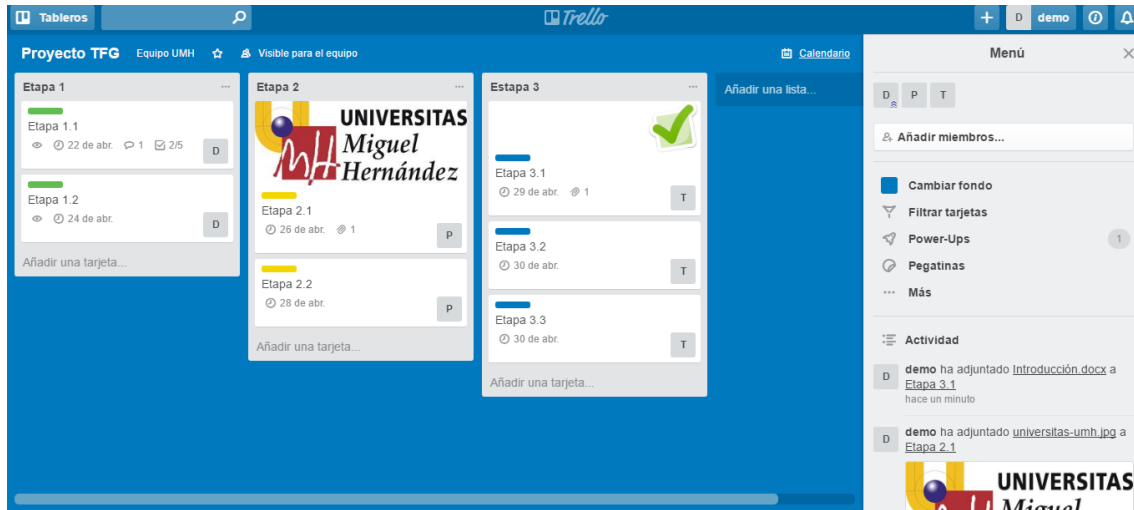 Tableros
Trello
+ D demo
Proyecto TFG Equipo UMH Visible para el equipo Calendario
Etapa 1 ...
Etapa 1.1
22 de abr. 1 2/5
D
Etapa 1.2
24 de abr.
D
Añadir una tarjeta...
Etapa 2 ...
UNIVERSITAS
Miguel
Hernández
Etapa 2.1
26 de abr. 1
P
Etapa 2.2
28 de abr.
P
Añadir una tarjeta...
Estapa 3 ...
Etapa 3.1
29 de abr. 1
T
Etapa 3.2
30 de abr.
T
Etapa 3.3
30 de abr.
T
Añadir una tarjeta...
Añadir una lista...
Menú
D P T
Añadir miembros...
Cambiar fondo
Filtrar tarjetas
Power-Ups 1
Pegatinas
Más
Actividad
D
demo ha adjuntado Introducción.docx a
Etapa 3.1
hace un minuto
D
demo ha adjuntado universitas-umh.jpg a
Etapa 2.1
UNIVERSITAS
Miguel